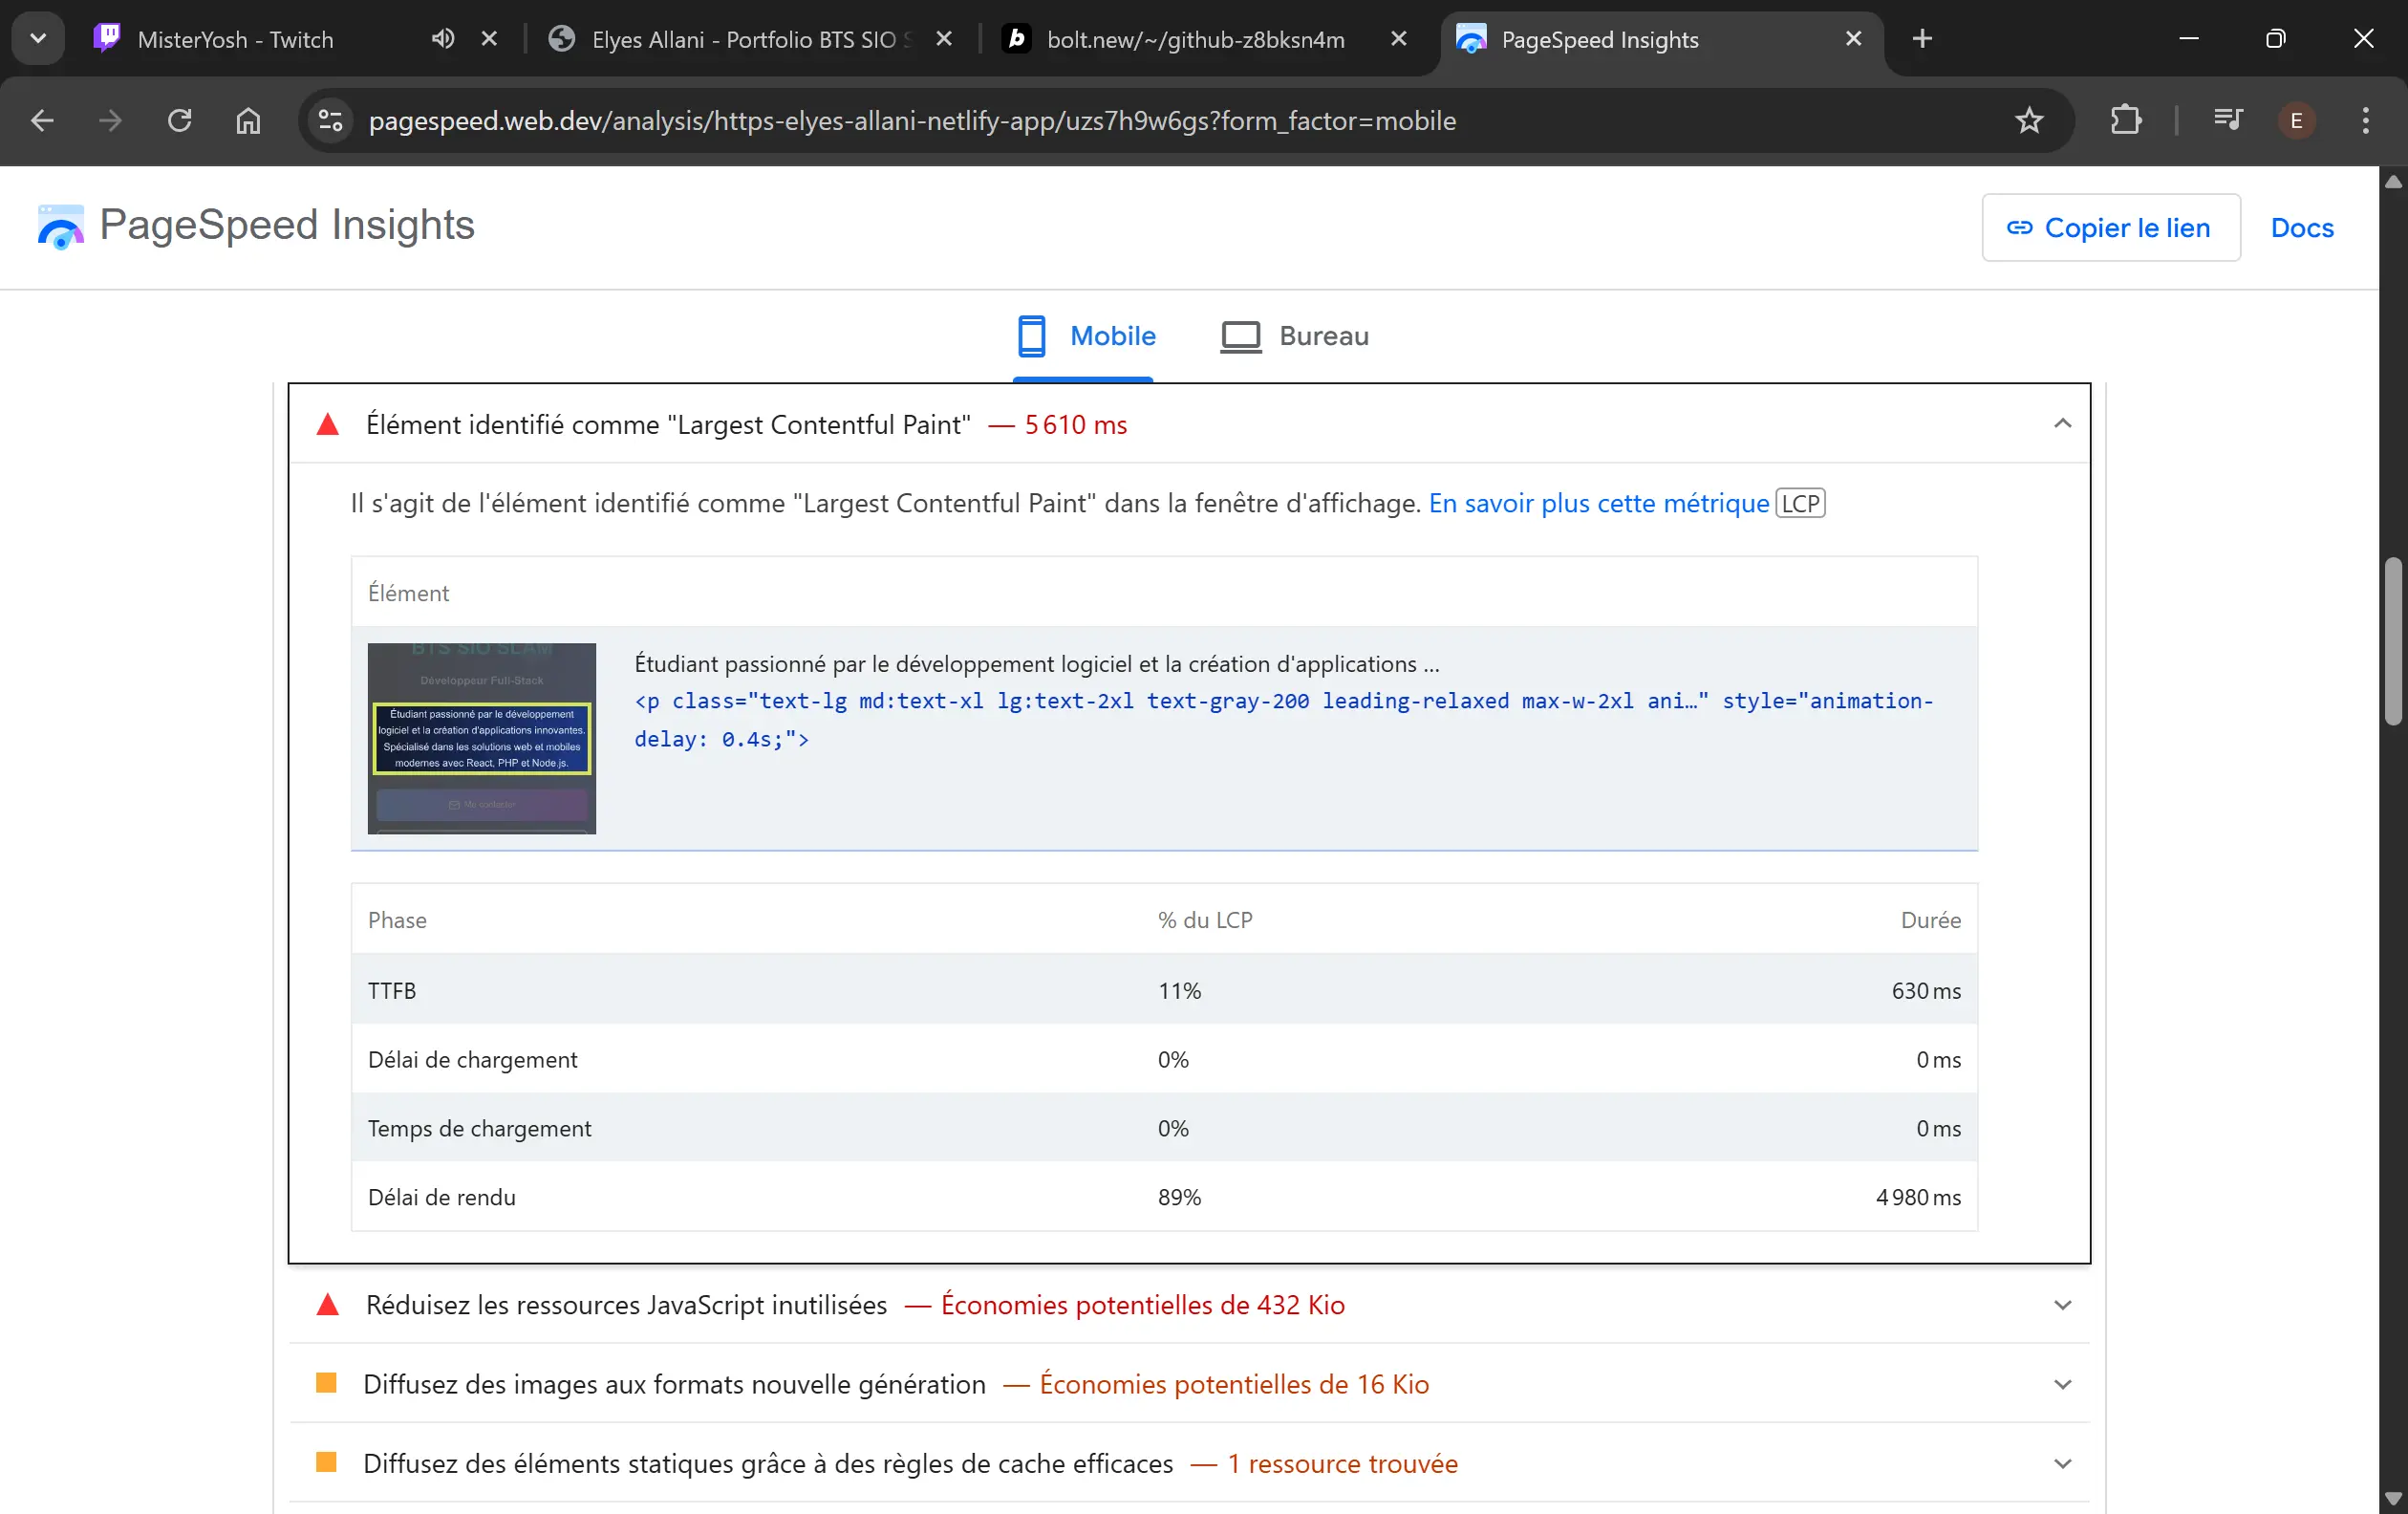 MisterYosh - Twitch
Elyes Allani - Portfolio BTS SIO S
bolt.new/~/github-z8bksn4m
PageSpeed Insights
pagespeed.web.dev/analysis/https-elyes-allani-netlify-app/uzs7h9w6gs?form_factor=mobile
E
PageSpeed Insights
Copier le lien
Docs
Mobile
Bureau
Élément identifié comme "Largest Contentful Paint" — 5 610 ms
Il s'agit de l'élément identifié comme "Largest Contentful Paint" dans la fenêtre d'affichage. En savoir plus cette métrique LCP
Élément
BTS SIO SLAM
Développeur Full-Stack
Étudiant passionné par le développement
logiciel et la création d'applications innovantes.
Spécialisé dans les solutions web et mobiles
modernes avec React, PHP et Node.js.
Me contacter
Étudiant passionné par le développement logiciel et la création d'applications ...
<p class="text-lg md:text-xl lg:text-2xl text-gray-200 leading-relaxed max-w-2xl ani…" style="animation-
delay: 0.4s;">
Phase % du LCP Durée
TTFB 11% 630 ms
Délai de chargement 0% 0 ms
Temps de chargement 0% 0 ms
Délai de rendu 89% 4 980 ms
Réduisez les ressources JavaScript inutilisées — Économies potentielles de 432 Kio
Diffusez des images aux formats nouvelle génération — Économies potentielles de 16 Kio
Diffusez des éléments statiques grâce à des règles de cache efficaces — 1 ressource trouvée